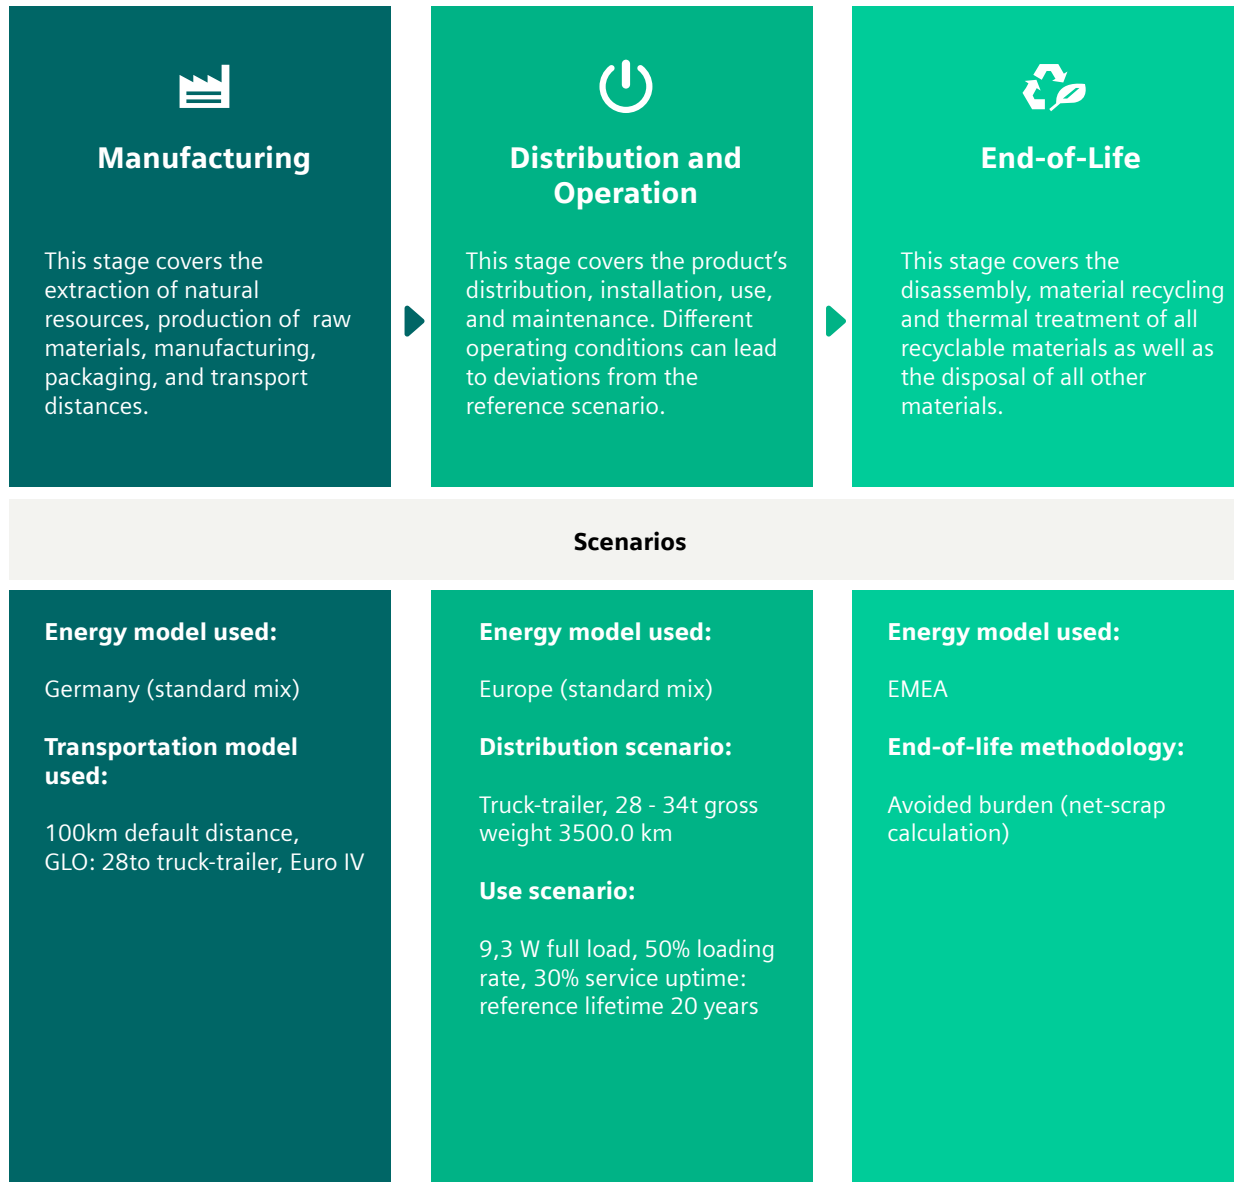 Manufacturing
This stage covers the
extraction of natural
resources, production of  raw
materials, manufacturing,
packaging, and transport
distances.
Distribution and
Operation
This stage covers the product’s
distribution, installation, use,
and maintenance. Different
operating conditions can lead
to deviations from the
reference scenario.
End-of-Life
This stage covers the
disassembly, material recycling
and thermal treatment of all
recyclable materials as well as
the disposal of all other
materials.
Scenarios
Energy model used:
Germany (standard mix)
Transportation model
used:
100km default distance,
GLO: 28to truck-trailer, Euro IV
Energy model used:
Europe (standard mix)
Distribution scenario:
Truck-trailer, 28 - 34t gross
weight 3500.0 km
Use scenario:
9,3 W full load, 50% loading
rate, 30% service uptime:
reference lifetime 20 years
Energy model used:
EMEA
End-of-life methodology:
Avoided burden (net-scrap
calculation)